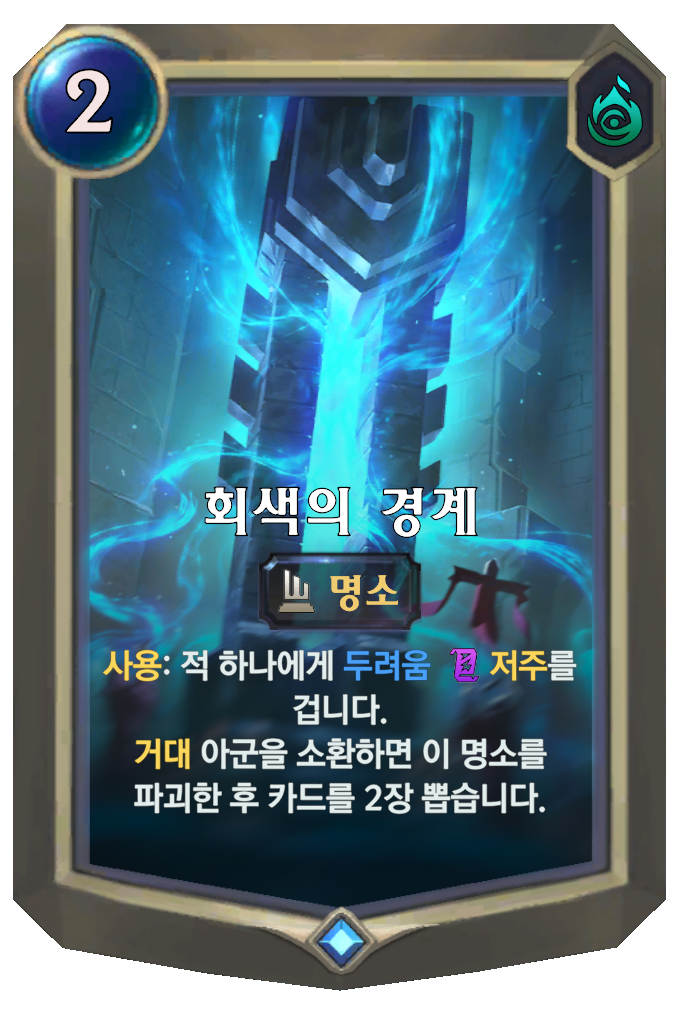 2
회색의 경계
명소
사용: 적 하나에게 두려움 저주를
겁니다.
거대 아군을 소환하면 이 명소를
파괴한 후 카드를 2장 뽑습니다.